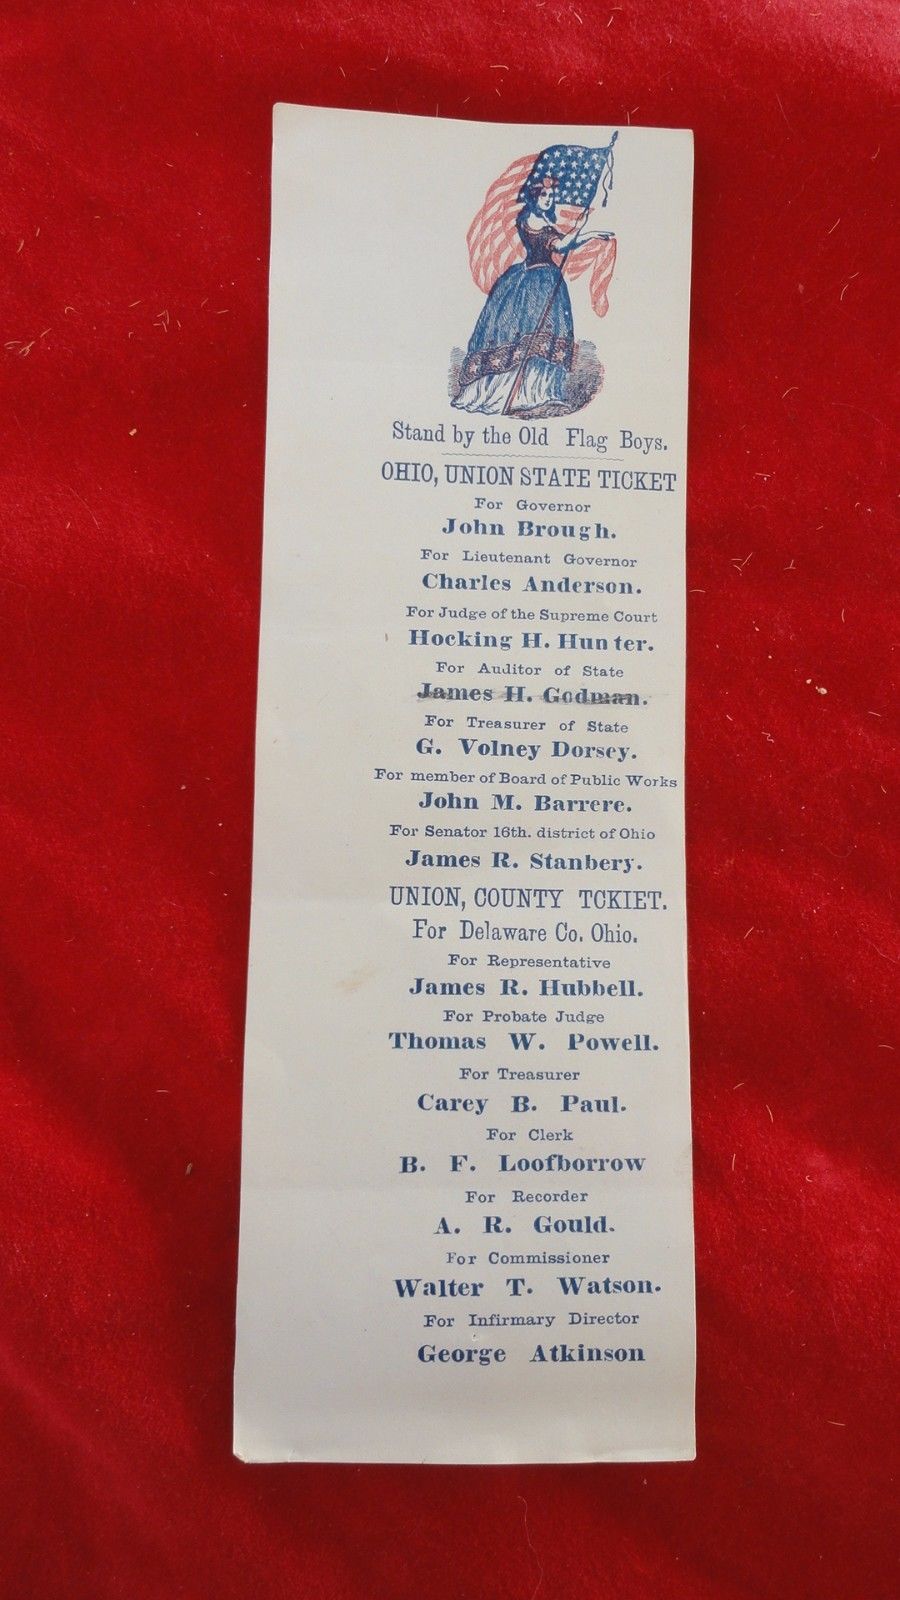 Stand by the Old Flag Boys.
OHIO, UNION STATE TICKET
For Governor
John Brough.
For Lieutenant Governor
Charles Anderson.
For Judge of the Supreme Court
Hocking H. Hunter.
For Auditor of State
James H. Godman.
For Treasurer of State
G. Volney Dorsey.
For member of Board of Public Works
John M. Barrere.
For Senator 16th. district of Ohio
James R. Stanbery.
UNION, COUNTY TCKIET.
For Delaware Co. Ohio.
For Representative
James R. Hubbell.
For Probate Judge
Thomas W. Powell.
For Treasurer
Carey B. Paul.
For Clerk
B. F. Loofborrow
For Recorder
A. R. Gould.
For Commissioner
Walter T. Watson.
For Infirmary Director
George Atkinson